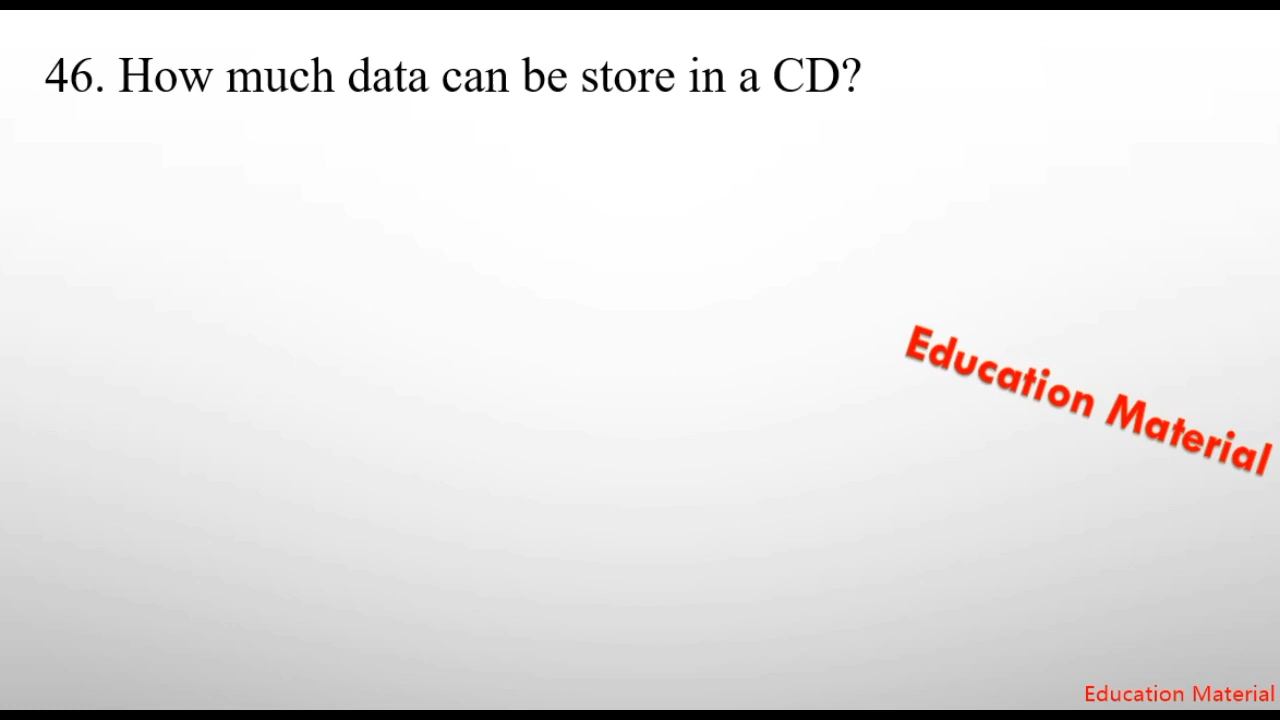 46. How much data can be store in a CD?
Education Material
Education Material